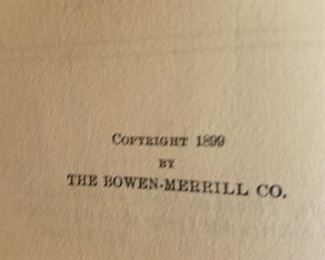 COPYRIGHT 1899
BY
THE BOWEN-MERRILL CO.